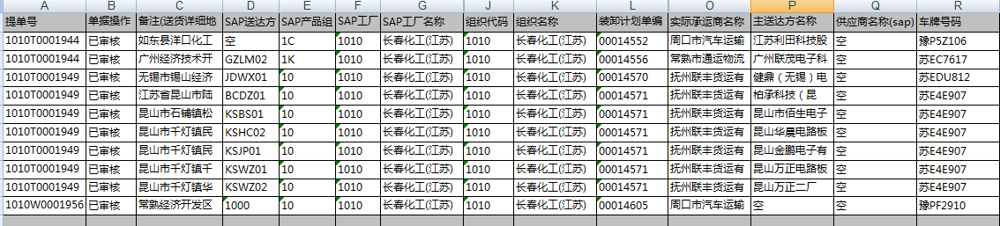 A B C D E F G J K L O P Q R
提单号 单据操作 备注(送货详细地 SAP送达方 SAP产品组 SAP工厂 SAP工厂名称 组织代码 组织名称 装卸计划单编 实际承运商名称 主送达方名称 供应商名称(sap) 车牌号码
1010T0001944 已审核 如东县洋口化工 空 1C 1010 长春化工(江苏) 1010 长春化工(江苏) 00014552 周口市汽车运输 江苏利田科技股 空 豫P5Z106
1010T0001944 已审核 广州经济技术开 GZLM02 1K 1010 长春化工(江苏) 1010 长春化工(江苏) 00014556 常熟市通运物流 广州联茂电子科 空 苏EC7617
1010T0001949 已审核 无锡市锡山经济 JDWX01 10 1010 长春化工(江苏) 1010 长春化工(江苏) 00014570 抚州联丰货运有 健鼎（无锡）电 空 苏EDU812
1010T0001949 已审核 江苏省昆山市陆 BCDZ01 10 1010 长春化工(江苏) 1010 长春化工(江苏) 00014571 抚州联丰货运有 柏承科技（昆 空 苏E4E907
1010T0001949 已审核 昆山市石铺镇松 KSBS01 10 1010 长春化工(江苏) 1010 长春化工(江苏) 00014571 抚州联丰货运有 昆山市佰生电子 空 苏E4E907
1010T0001949 已审核 昆山市千灯镇民 KSHC02 10 1010 长春化工(江苏) 1010 长春化工(江苏) 00014571 抚州联丰货运有 昆山华晨电路板 空 苏E4E907
1010T0001949 已审核 昆山市千灯镇民 KSJP01 10 1010 长春化工(江苏) 1010 长春化工(江苏) 00014571 抚州联丰货运有 昆山金鹏电子有 空 苏E4E907
1010T0001949 已审核 昆山市千灯镇千 KSWZ01 10 1010 长春化工(江苏) 1010 长春化工(江苏) 00014571 抚州联丰货运有 昆山万正电路板 空 苏E4E907
1010T0001949 已审核 昆山市千灯镇华 KSWZ02 10 1010 长春化工(江苏) 1010 长春化工(江苏) 00014571 抚州联丰货运有 昆山万正二厂 空 苏E4E907
1010W0001956 已审核 常熟经济开发区 1000 10 1010 长春化工(江苏) 1010 长春化工(江苏) 00014605 周口市汽车运输 空 空 豫PF2910